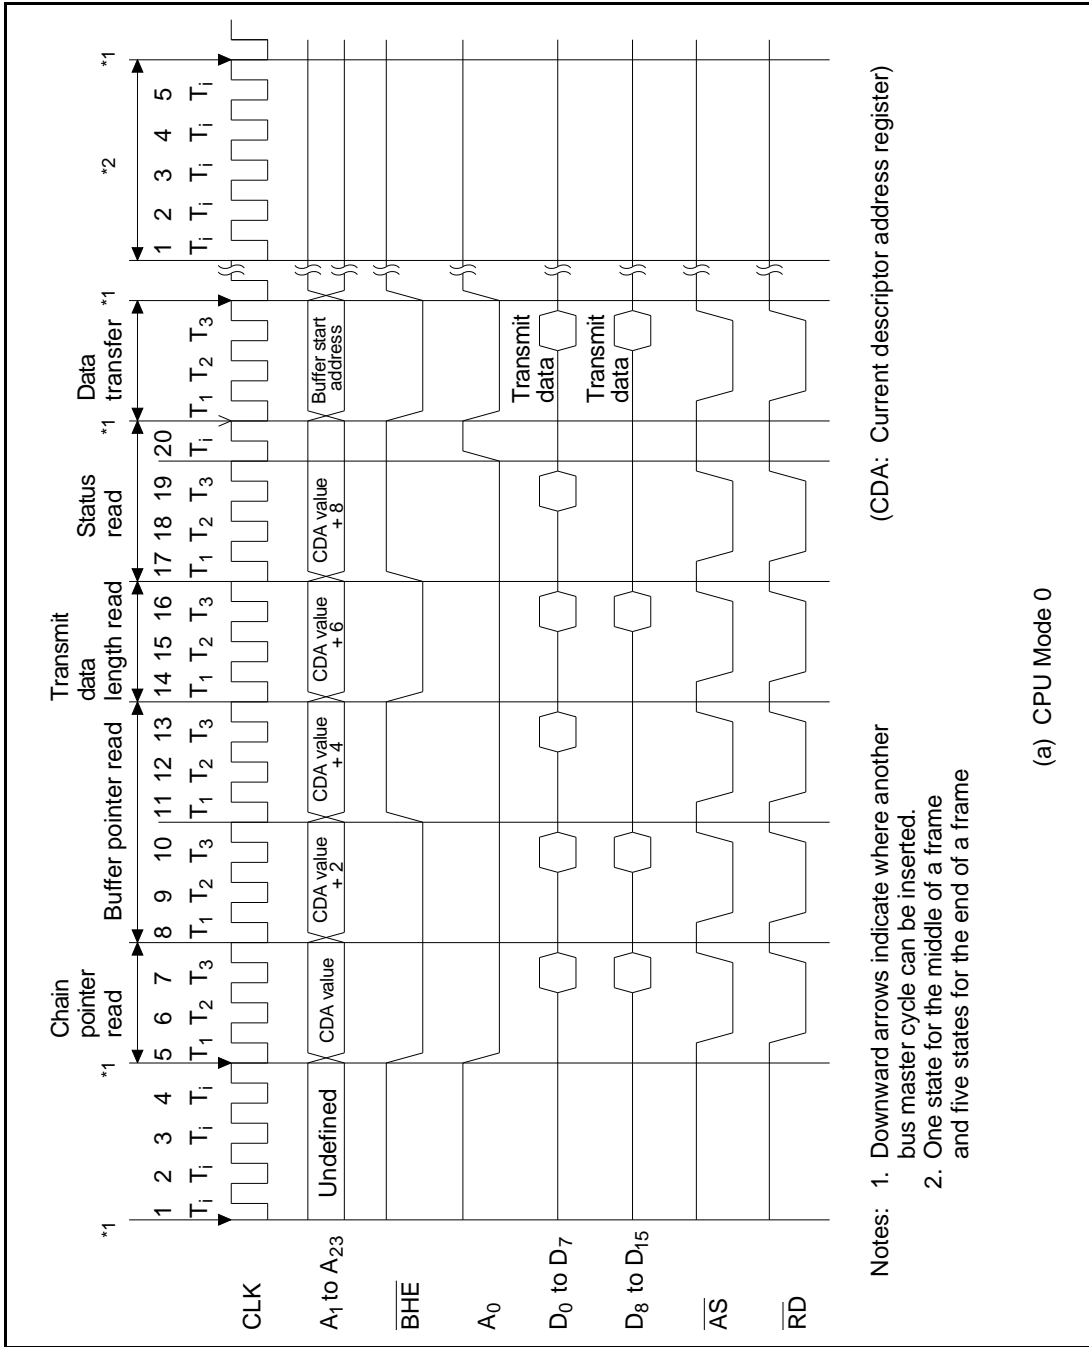 *1
*1
*1
*1
*2
*1
Chain
pointer
read
Buffer pointer read
Transmit
data
length read
Status
read
Data
transfer
1 2 3 4 5 6 7 8 9 10 11 12 13 14 15 16 17 18 19 20 1 2 3 4 5
Ti Ti Ti Ti T1 T2 T3 T1 T2 T3 T1 T2 T3 T1 T2 T3 T1 T2 T3 Ti T1 T2 T3 Ti Ti Ti Ti Ti
CLK
A1 to A23
Undefined
CDA value
CDA value
+ 2
CDA value
+ 4
CDA value
+ 6
CDA value
+ 8
Buffer start
address
BHE
A0
D0 to D7
Transmit
data
D8 to D15
Transmit
data
AS
RD
Notes: 1. Downward arrows indicate where another
bus master cycle can be inserted.
2. One state for the middle of a frame
and five states for the end of a frame
(CDA: Current descriptor address register)
(a) CPU Mode 0